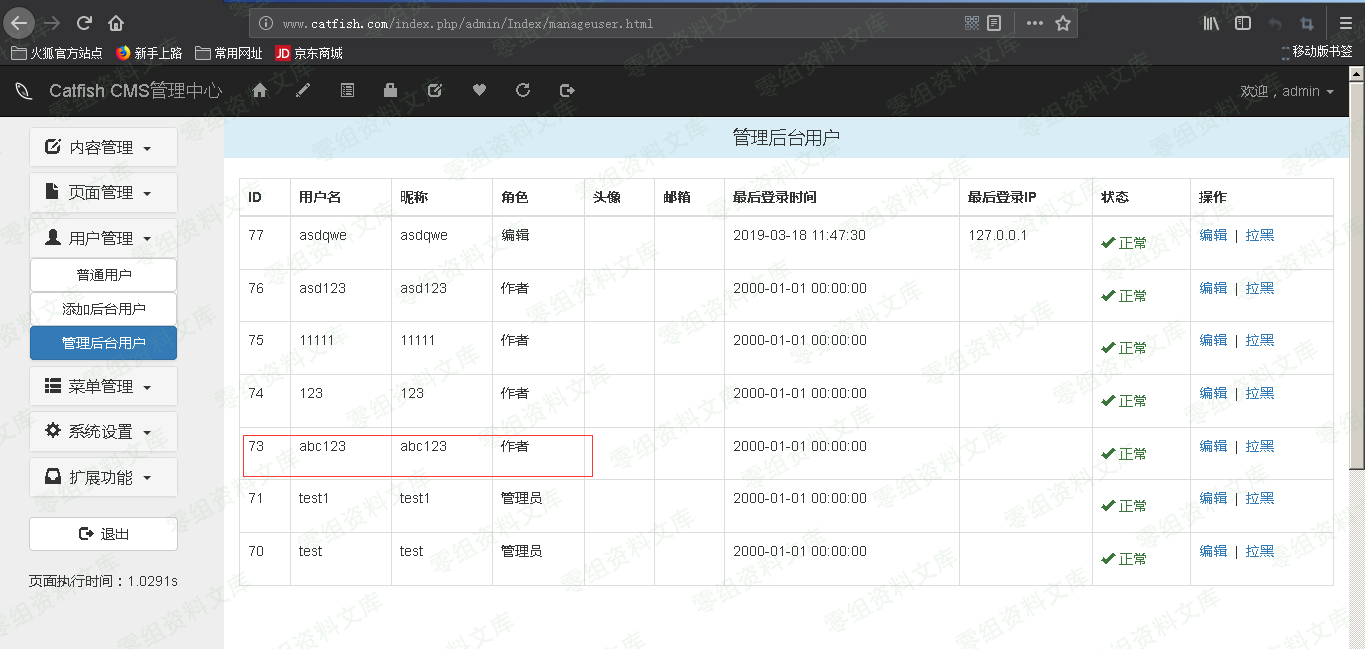 www.catfish.com/index.php/admin/Index/manageuser.html
火狐官方站点 新手上路 常用网址 JD 京东商城 移动版书签
Catfish CMS管理中心 欢迎，admin
内容管理
页面管理
用户管理
普通用户
添加后台用户
管理后台用户
菜单管理
系统设置
扩展功能
退出
页面执行时间：1.0291s
管理后台用户
ID 用户名 昵称 角色 头像 邮箱 最后登录时间 最后登录IP 状态 操作
77 asdqwe asdqwe 编辑 2019-03-18 11:47:30 127.0.0.1 正常 编辑 | 拉黑
76 asd123 asd123 作者 2000-01-01 00:00:00 正常 编辑 | 拉黑
75 11111 11111 作者 2000-01-01 00:00:00 正常 编辑 | 拉黑
74 123 123 作者 2000-01-01 00:00:00 正常 编辑 | 拉黑
73 abc123 abc123 作者 2000-01-01 00:00:00 正常 编辑 | 拉黑
71 test1 test1 管理员 2000-01-01 00:00:00 正常 编辑 | 拉黑
70 test test 管理员 2000-01-01 00:00:00 正常 编辑 | 拉黑
零组资料文库